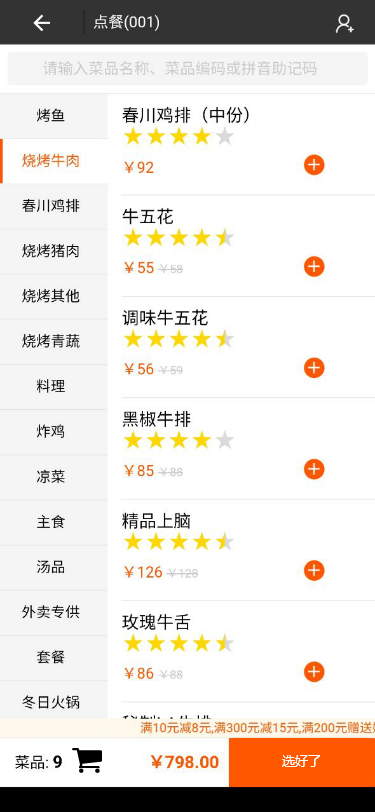 点餐(001)
请输入菜品名称、菜品编码或拼音助记码
烤鱼
烧烤牛肉
春川鸡排
烧烤猪肉
烧烤其他
烧烤青蔬
料理
炸鸡
凉菜
主食
汤品
外卖专供
套餐
冬日火锅
春川鸡排（中份）
￥92
牛五花
￥55 ￥58
调味牛五花
￥56 ￥59
黑椒牛排
￥85 ￥88
精品上脑
￥126 ￥128
玫瑰牛舌
￥86 ￥88
满10元减8元,满300元减15元,满200元赠送
菜品: 9
￥798.00
选好了